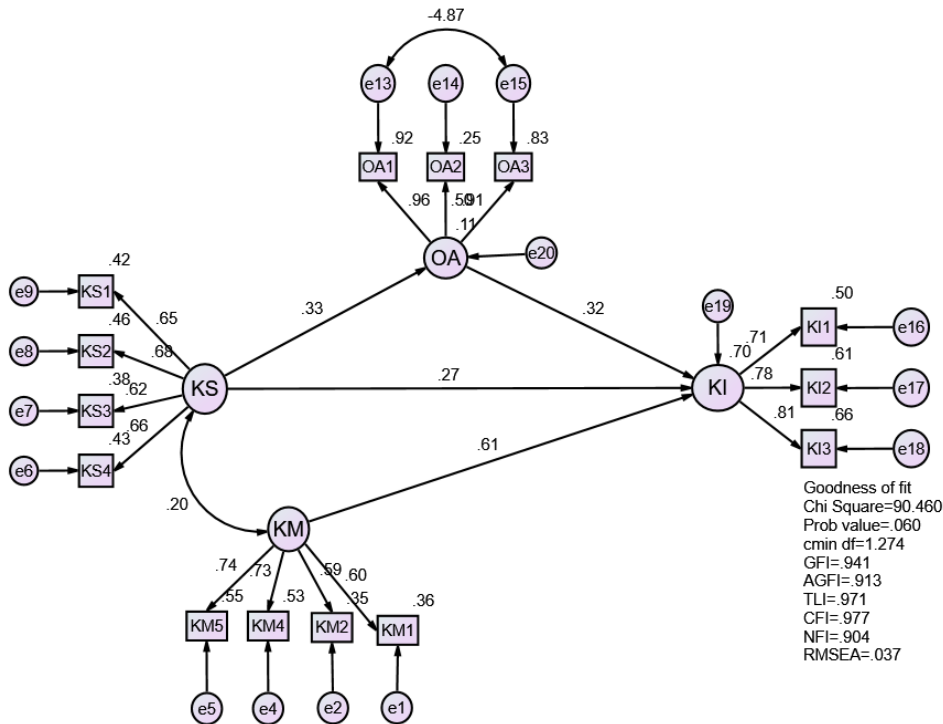 -4.87
e13
e14
e15
.92
.25
.83
OA1
OA2
OA3
.96
.50
.91
.11
OA
e20
.42
e9
KS1
.33
.32
e19
.50
.65
.46
.71
KI1
e16
e8
KS2
.68
.70
.61
.38
.62
KS
.27
KI
.78
KI2
e17
e7
KS3
.66
.43
.81
.66
e6
KS4
.61
KI3
e18
.20
KM
Goodness of fit
Chi Square=90.460
Prob value=.060
cmin df=1.274
GFI=.941
AGFI=.913
TLI=.971
CFI=.977
NFI=.904
RMSEA=.037
.74
.73
.59
.60
.55
.53
.35
.36
KM5
KM4
KM2
KM1
e5
e4
e2
e1